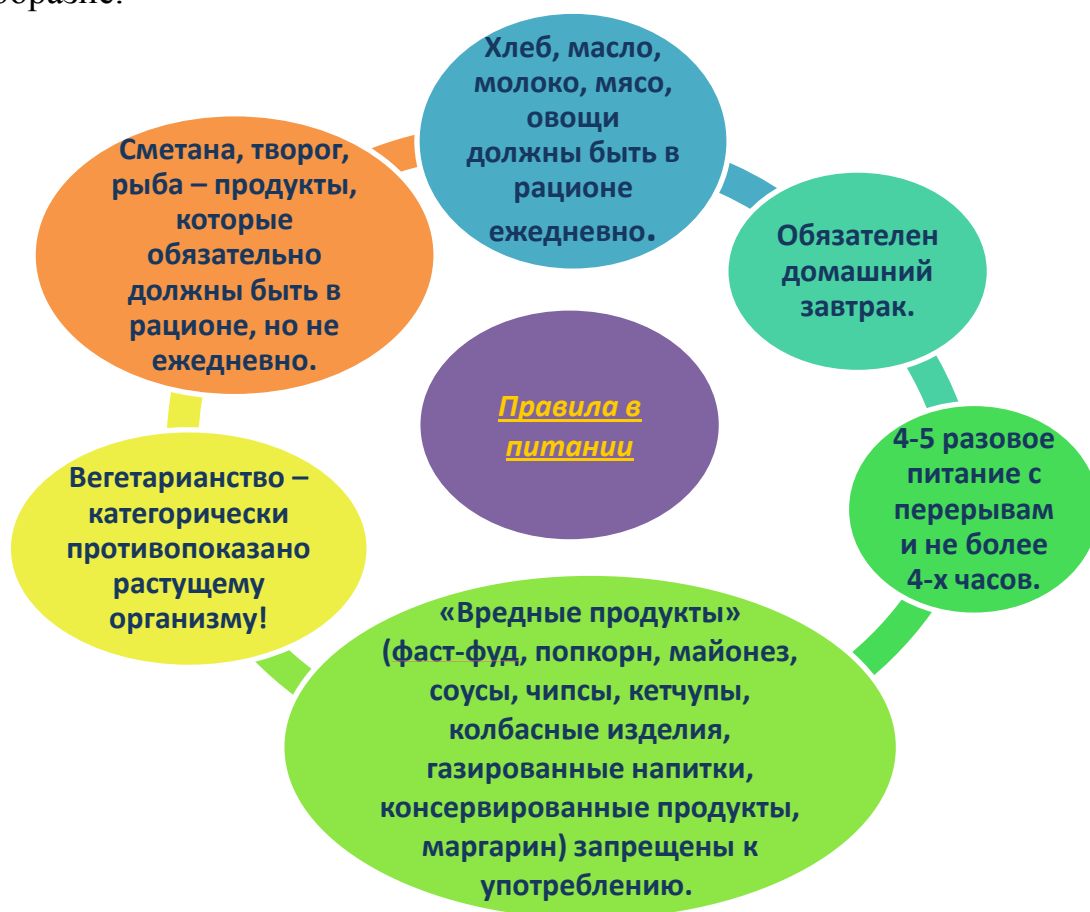 образие.
Хлеб, масло,
молоко, мясо,
овощи
должны быть в
рационе
ежедневно.
Обязателен
домашний
завтрак.
4-5 разовое
питание с
перерывам
и не более
4-х часов.
«Вредные продукты»
(фаст-фуд, попкорн, майонез,
соусы, чипсы, кетчупы,
колбасные изделия,
газированные напитки,
консервированные продукты,
маргарин) запрещены к
употреблению.
Вегетарианство –
категорически
противопоказано
растущему
организму!
Сметана, творог,
рыба – продукты,
которые
обязательно
должны быть в
рационе, но не
ежедневно.
Правила в
питании